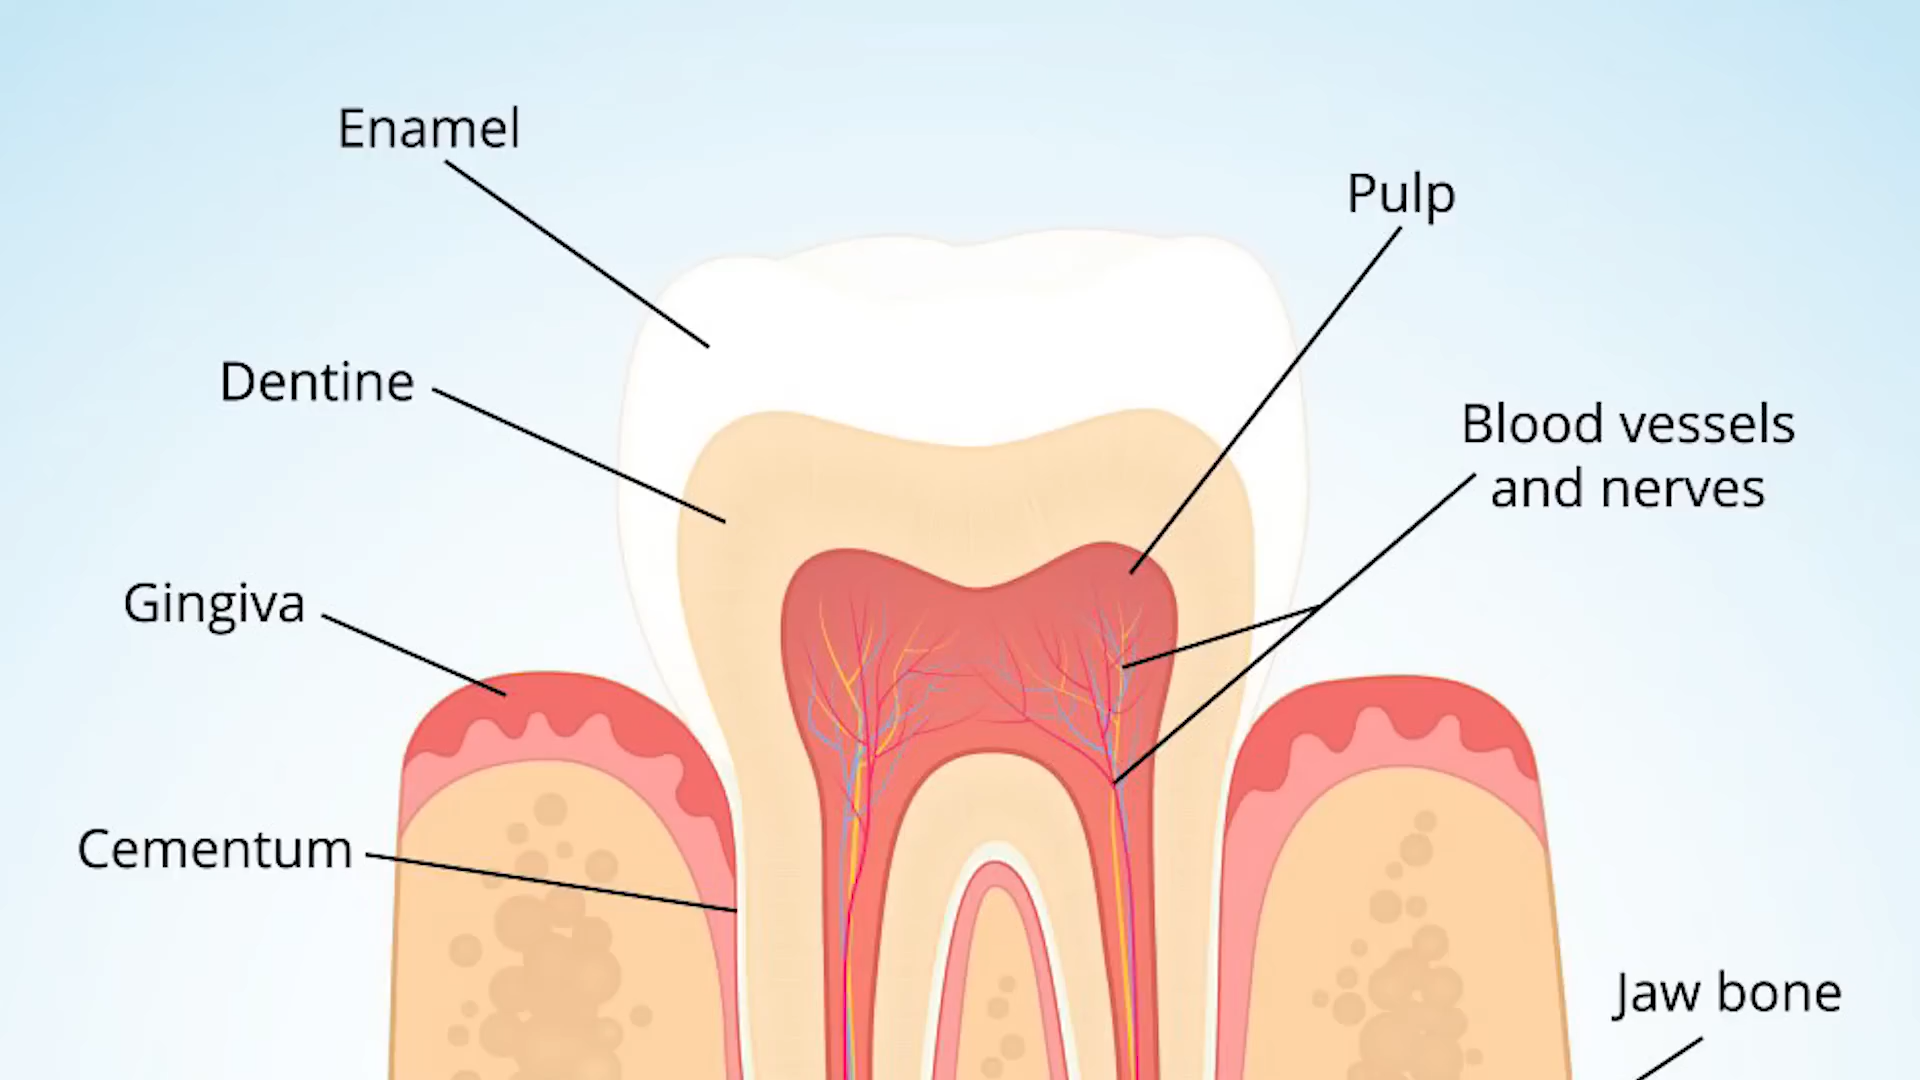 Enamel
Pulp
Dentine
Blood vessels
and nerves
Gingiva
Cementum
Jaw bone